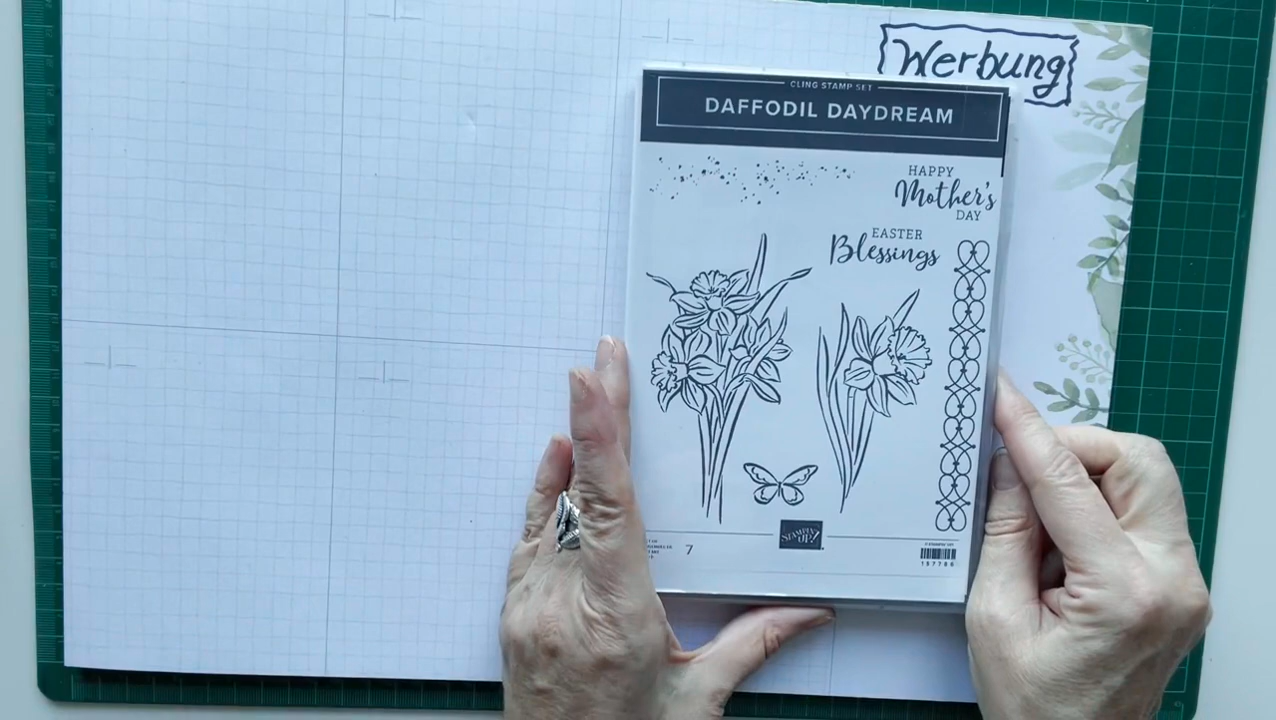 Werbung
CLING STAMP SET
DAFFODIL DAYDREAM
HAPPY
Mother's
DAY
EASTER
Blessings
STAMPIN'
UP!
7
157786